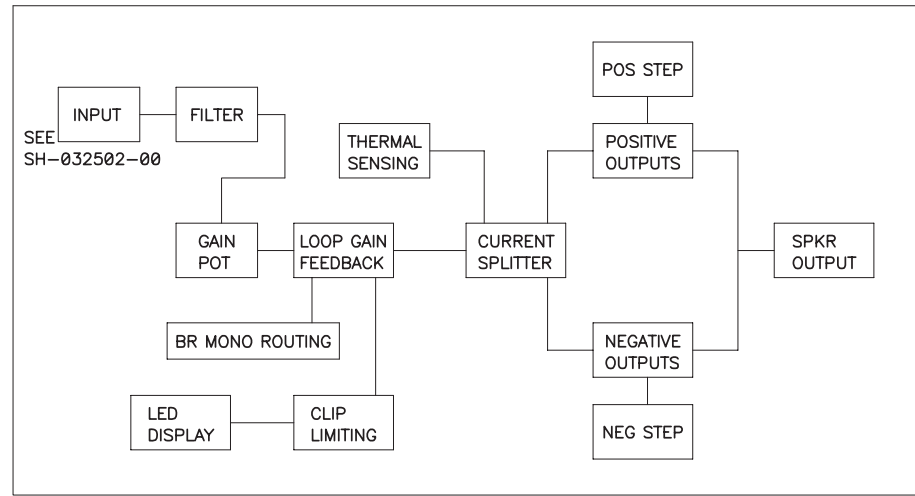 POS STEP
INPUT
FILTER
SEE
SH-032502-00
THERMAL
SENSING
POSITIVE
OUTPUTS
GAIN
POT
LOOP GAIN
FEEDBACK
CURRENT
SPLITTER
SPKR
OUTPUT
BR MONO ROUTING
NEGATIVE
OUTPUTS
LED
DISPLAY
CLIP
LIMITING
NEG STEP